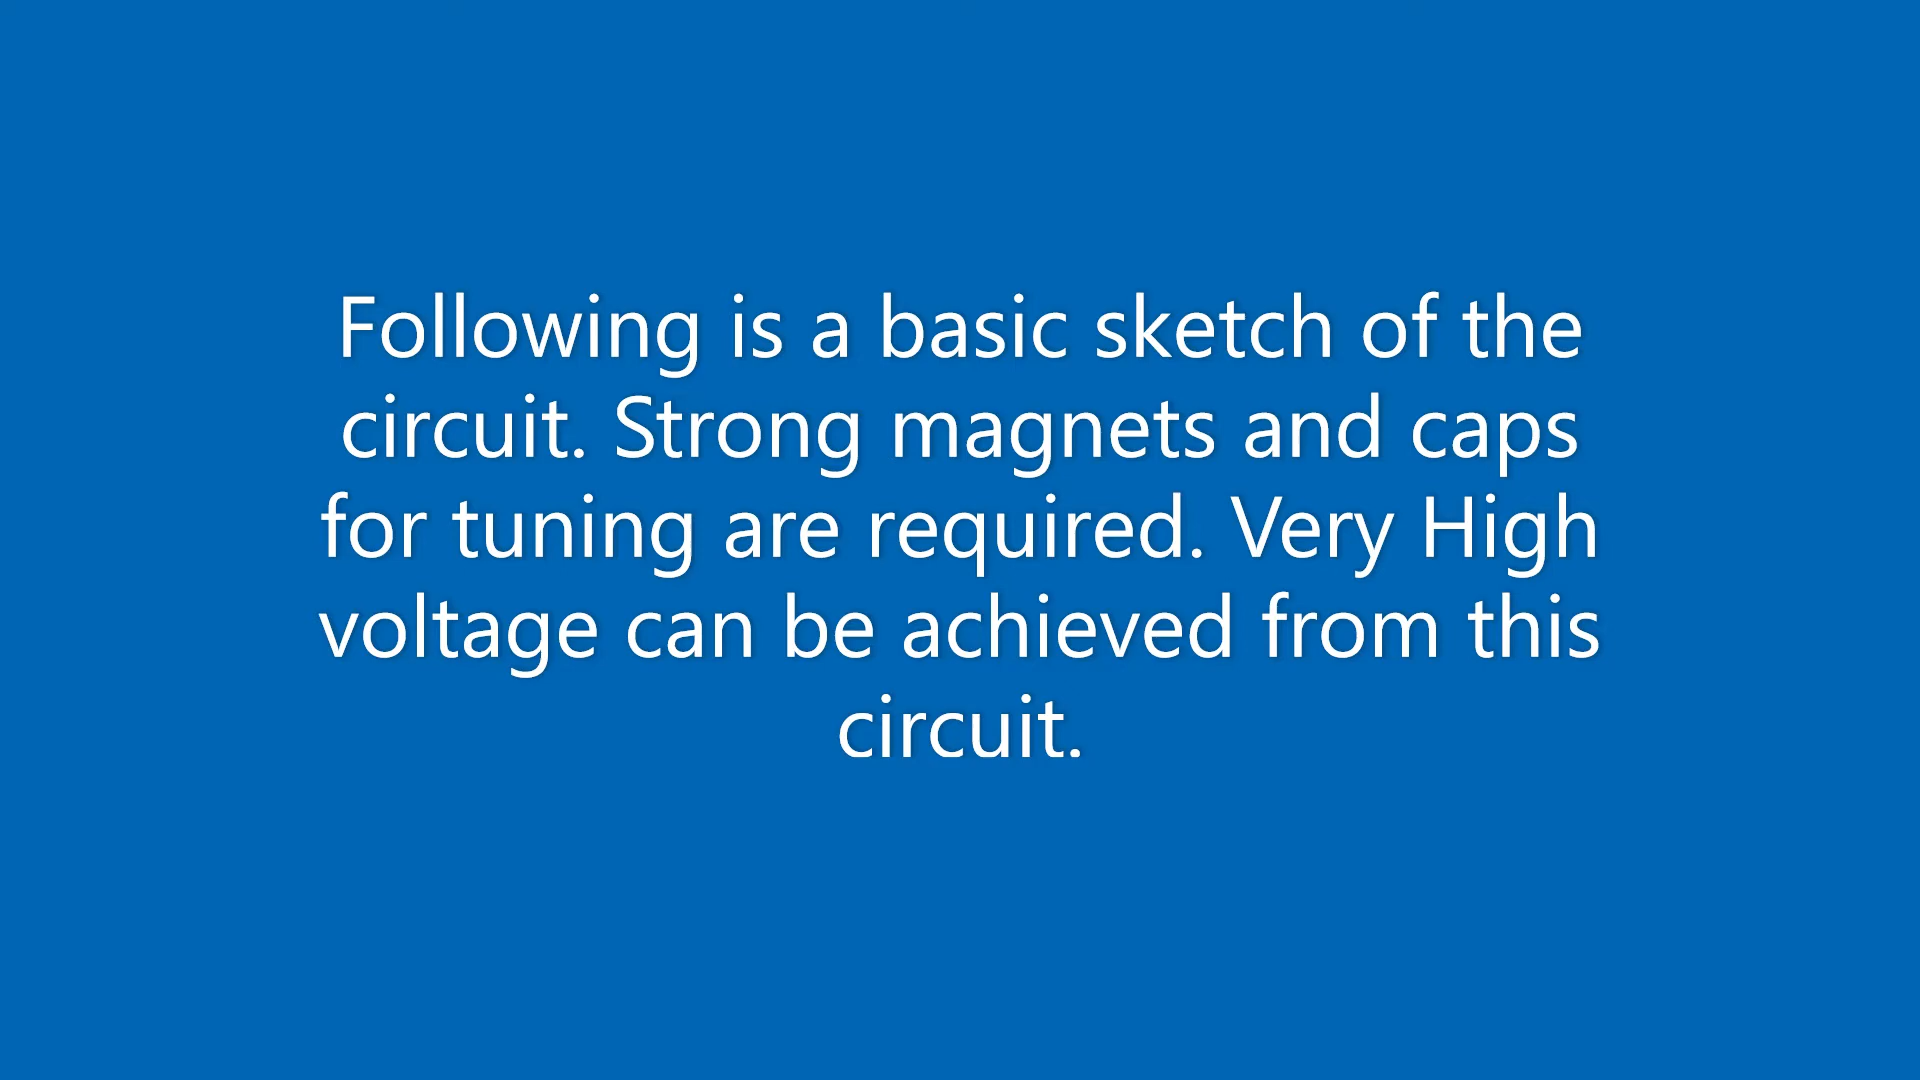 Following is a basic sketch of the
circuit. Strong magnets and caps
for tuning are required. Very High
voltage can be achieved from this
circuit.